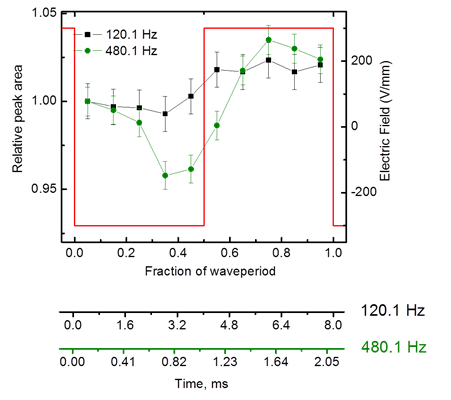 1.05
1.00
0.95
Relative peak area
120.1 Hz
480.1 Hz
200
0
-200
Electric Field (V/mm)
0.0 0.2 0.4 0.6 0.8 1.0
Fraction of waveperiod
120.1 Hz
0.0 1.6 3.2 4.8 6.4 8.0
480.1 Hz
0.00 0.41 0.82 1.23 1.64 2.05
Time, ms